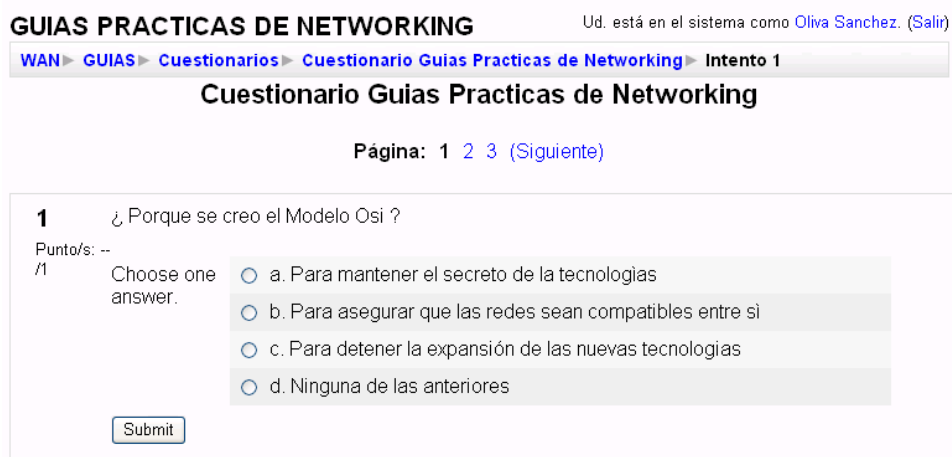 GUIAS PRACTICAS DE NETWORKING
Ud. está en el sistema como Oliva Sanchez. (Salir)
WAN► GUIAS► Cuestionarios► Cuestionario Guias Practicas de Networking► Intento 1
Cuestionario Guias Practicas de Networking
Página: 1 2 3 (Siguiente)
1
¿ Porque se creo el Modelo Osi ?
Punto/s: --
/1
Choose one
answer.
a. Para mantener el secreto de la tecnologìas
b. Para asegurar que las redes sean compatibles entre sì
c. Para detener la expansión de las nuevas tecnologias
d. Ninguna de las anteriores
Submit